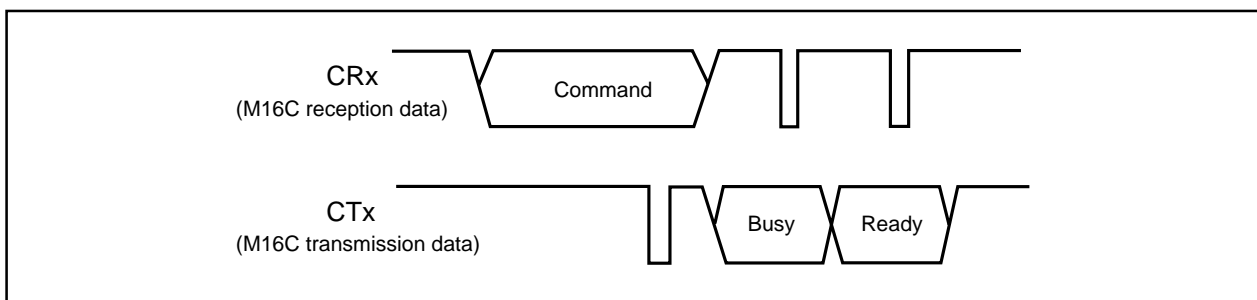 CRx
(M16C reception data)
Command
CTx
(M16C transmission data)
Busy
Ready